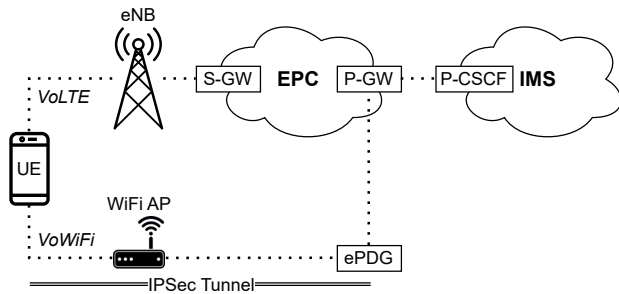 eNB
S-GW
EPC
P-GW
P-CSCF
IMS
VoLTE
UE
WiFi AP
VoWiFi
ePDG
IPSec Tunnel